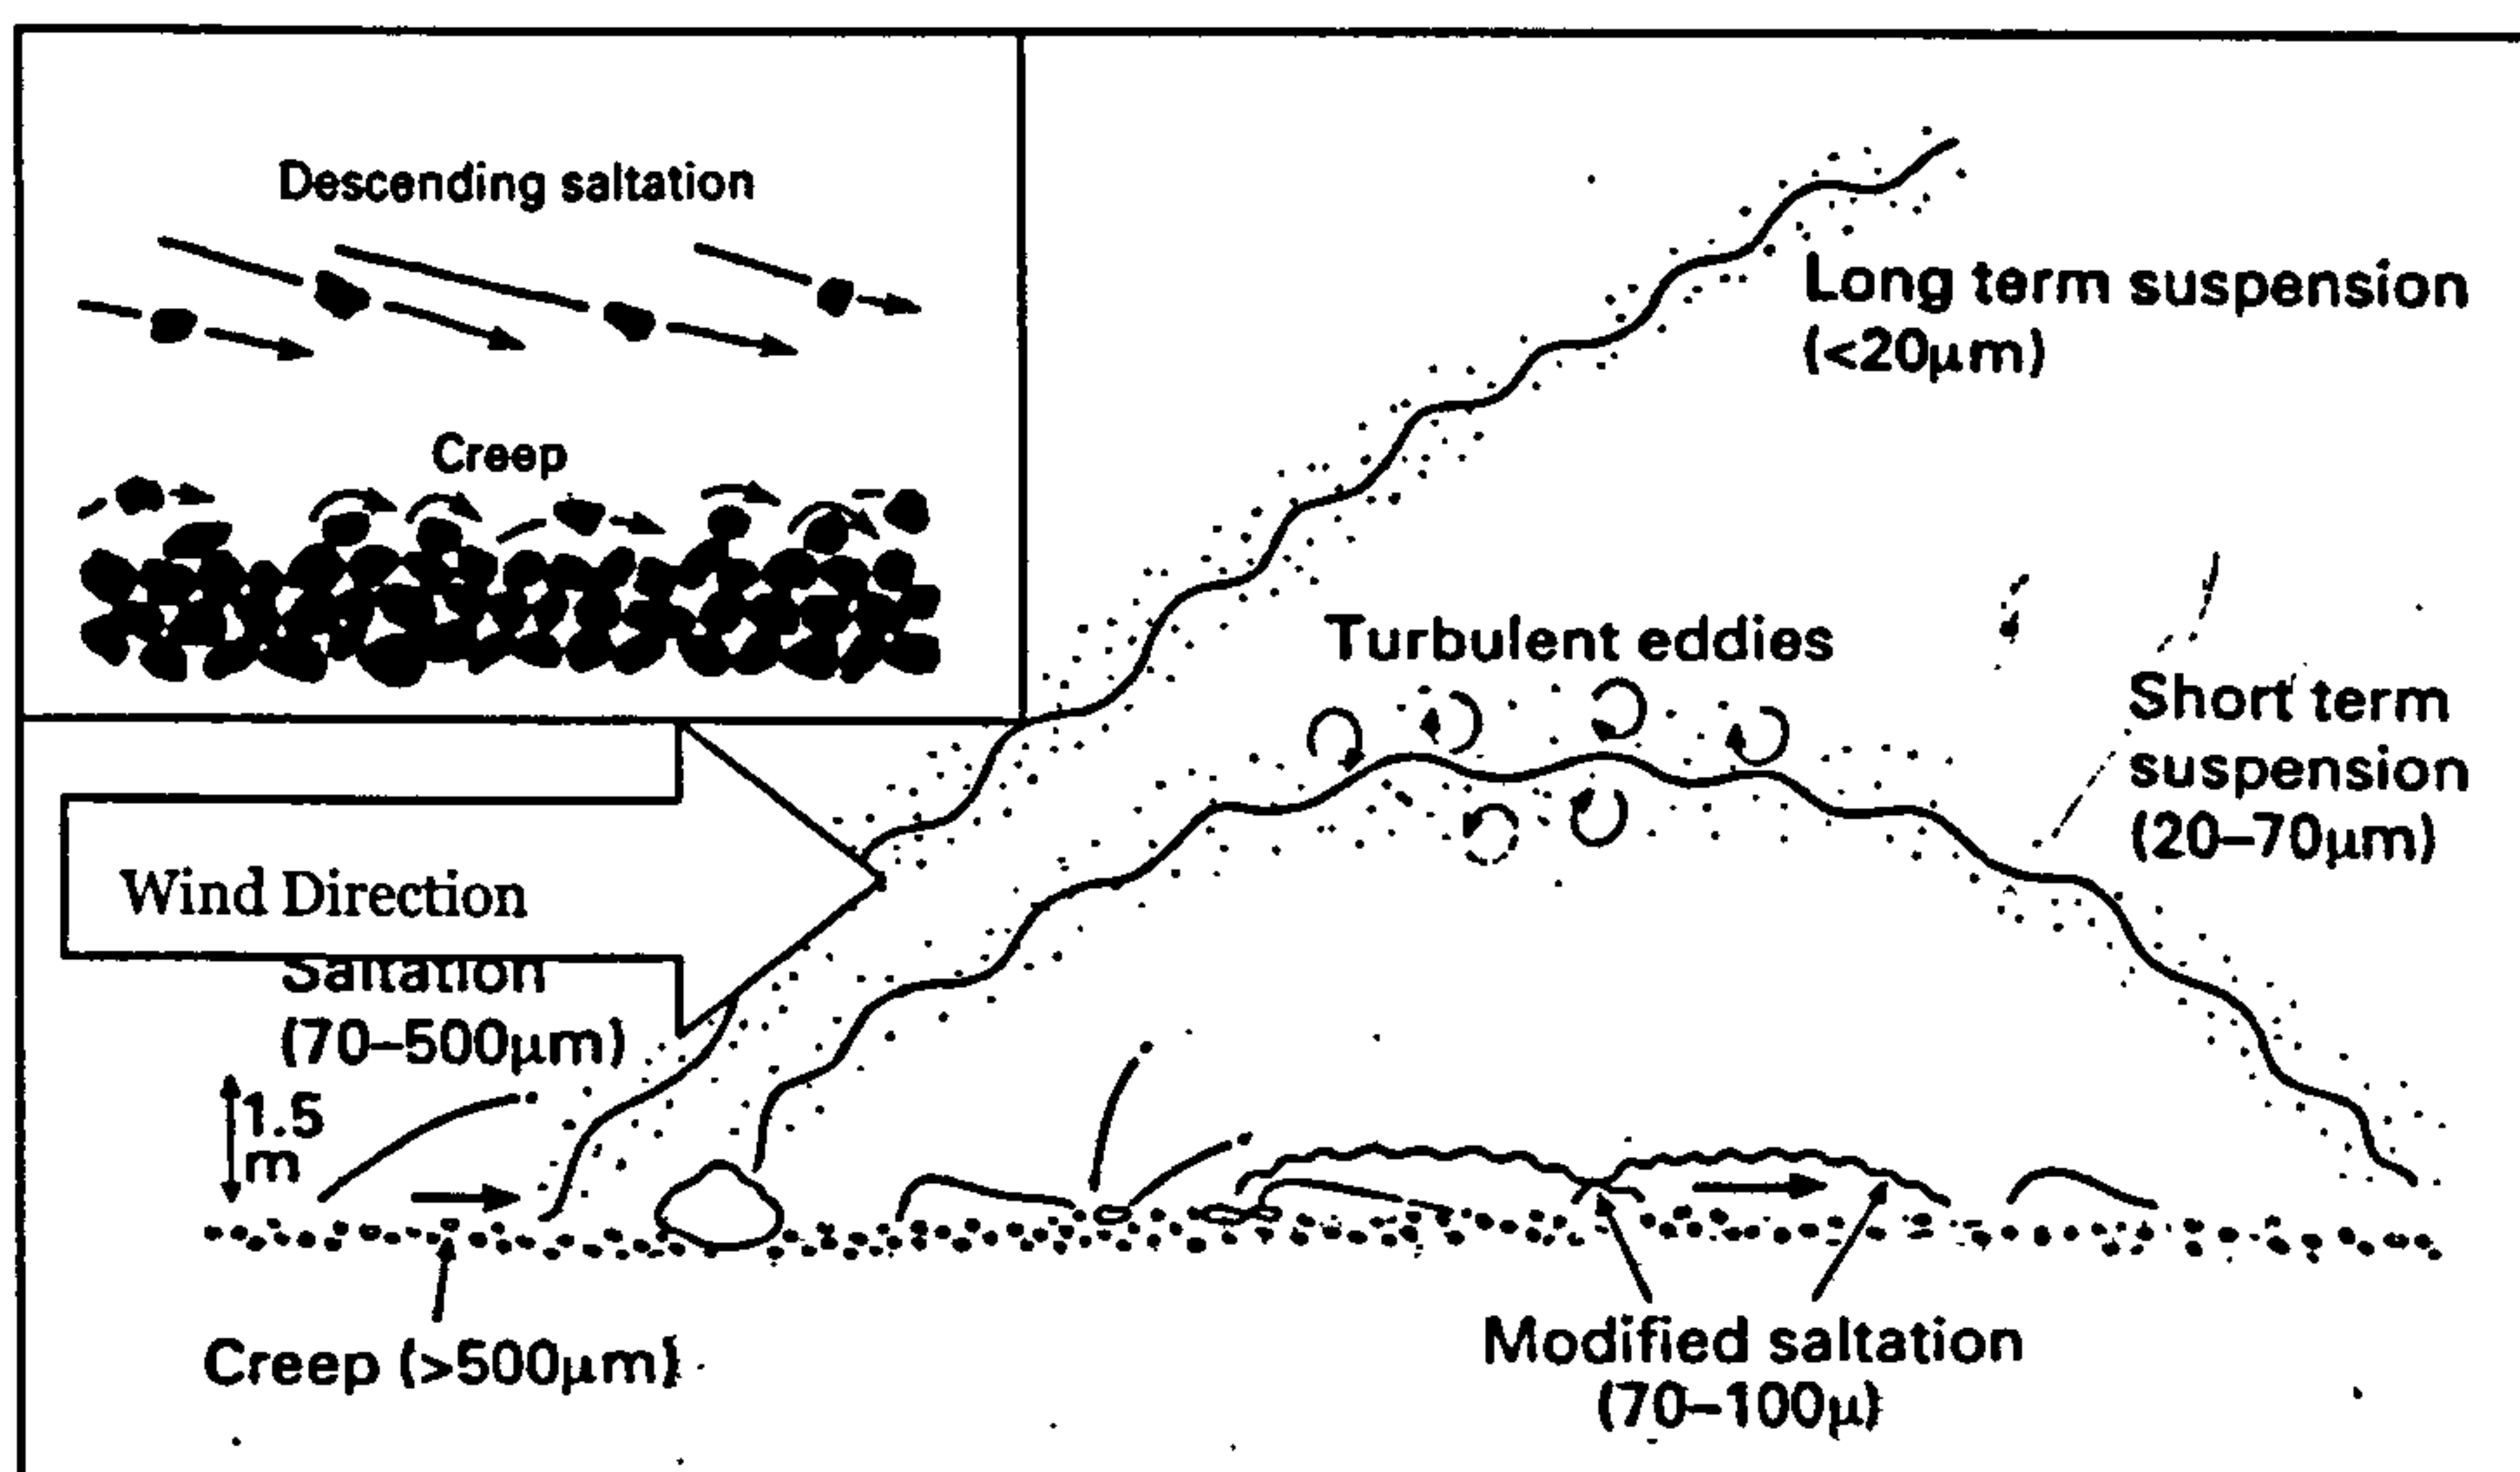 Descending saltation
Creep
Long term suspension
(<20μm)
Turbulent eddies
Short term
suspension
(20–70μm)
Wind Direction
Saltation
(70–500μm)
1.5
m
Creep (>500μm)
Modified saltation
(70–100μ)